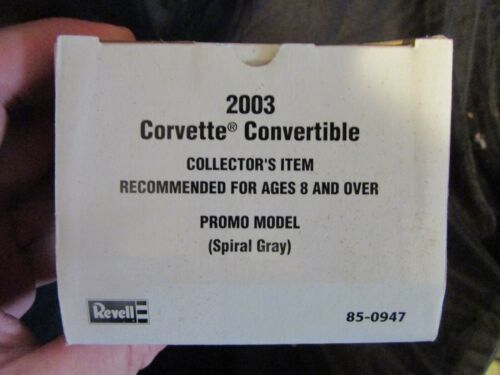 2003
Corvette® Convertible
COLLECTOR'S ITEM
RECOMMENDED FOR AGES 8 AND OVER
PROMO MODEL
(Spiral Gray)
Revell
85-0947